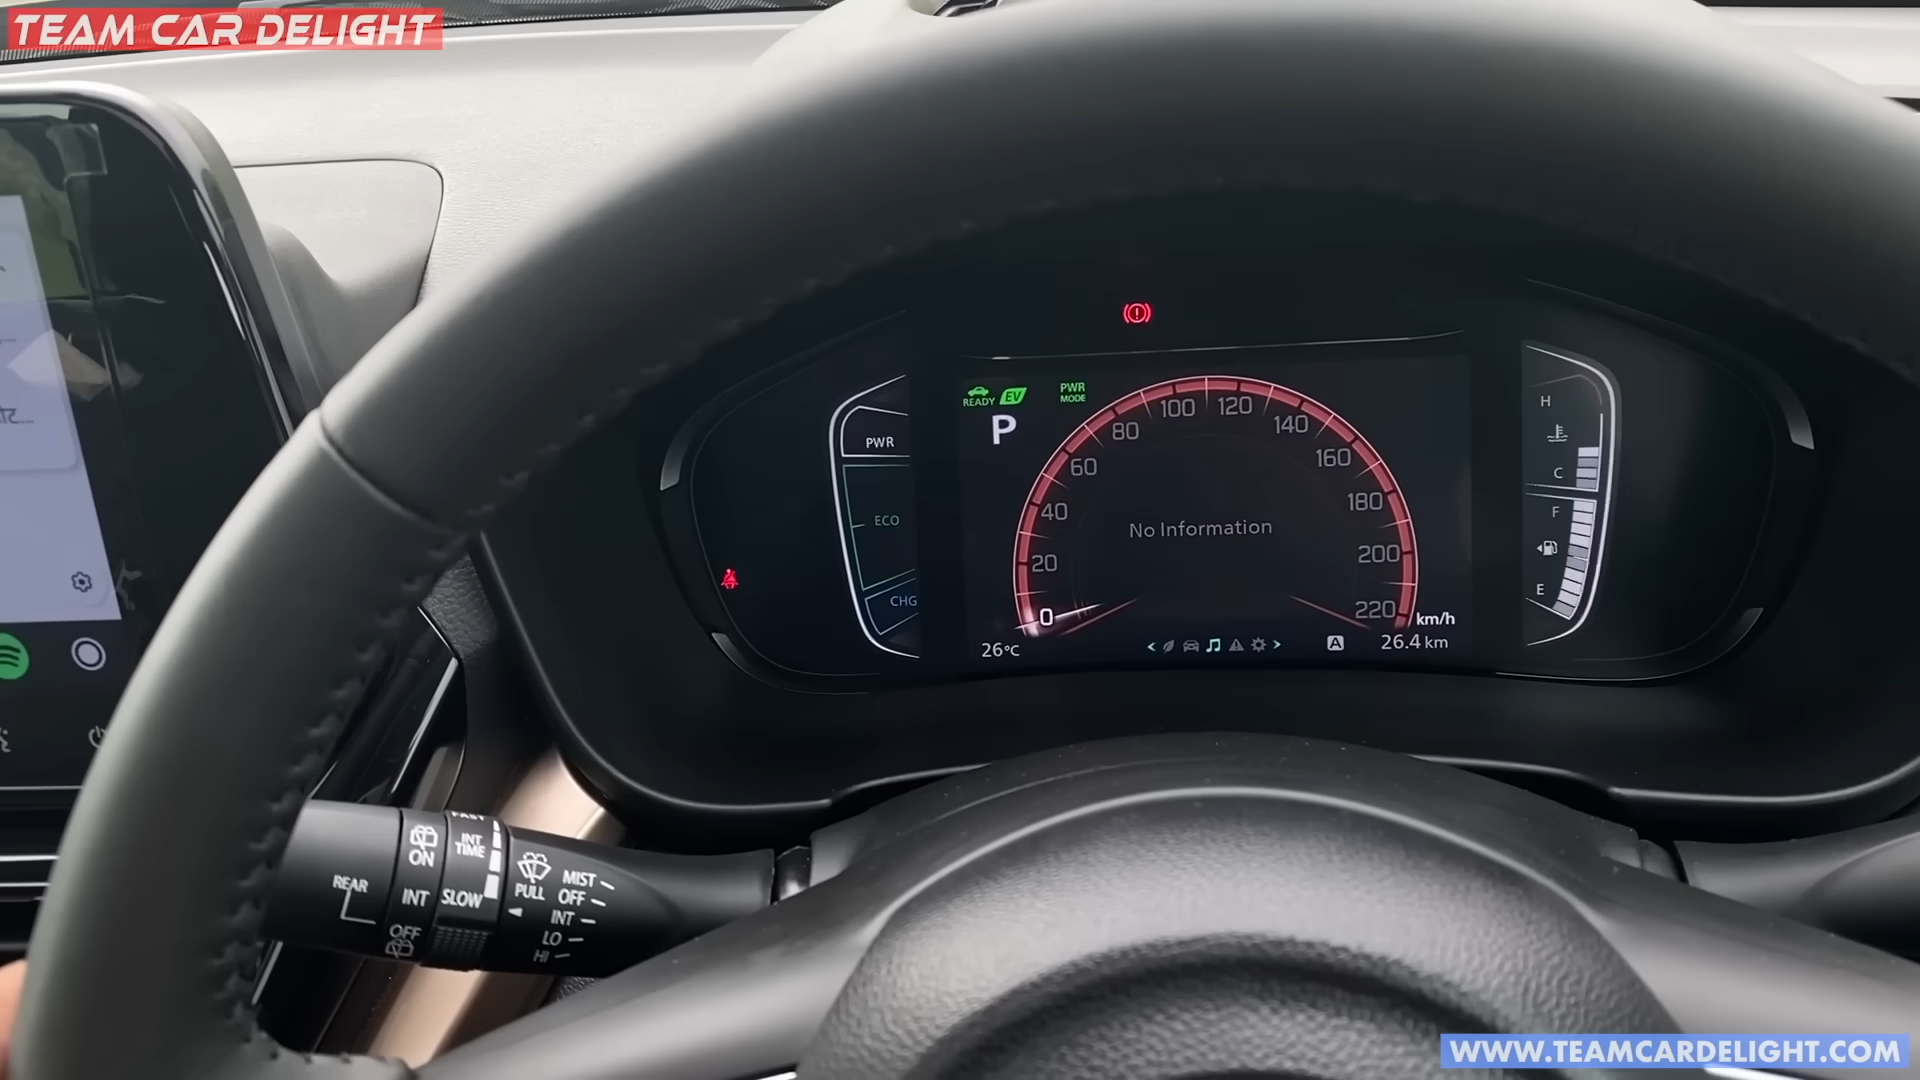 TEAM CAR DELIGHT
READY EV
PWR
MODE
P
PWR
ECO
CHG
0
20
40
60
80
100
120
140
160
180
200
220
km/h
No Information
26°C
A
26.4 km
H
C
F
E
REAR
ON
INT
OFF
FAST
INT
TIME
SLOW
PULL
MIST
OFF
INT
LO
HI
WWW.TEAMCARDELIGHT.COM